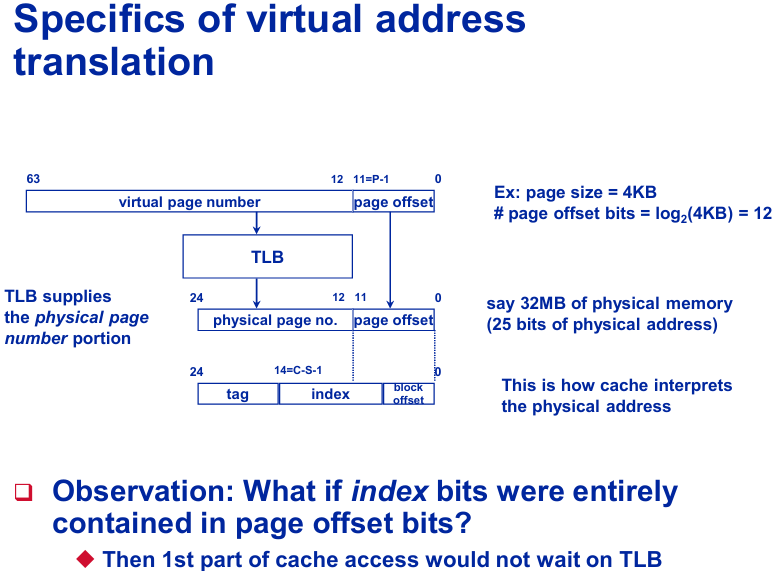 Specifics of virtual address
translation
63 12 11=P-1 0
virtual page number page offset
Ex: page size = 4KB
# page offset bits = log2(4KB) = 12
TLB
TLB supplies
the physical page
number portion
24 12 11 0
physical page no. page offset
say 32MB of physical memory
(25 bits of physical address)
24 14=C-S-1 0
tag index block
offset
This is how cache interprets
the physical address
Observation: What if index bits were entirely
contained in page offset bits?
Then 1st part of cache access would not wait on TLB